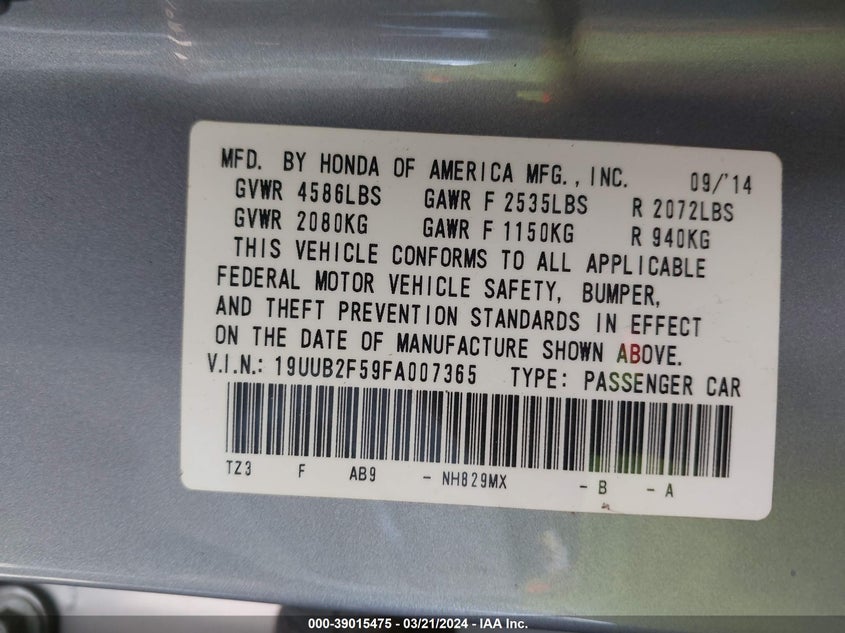 MFD. BY HONDA OF AMERICA MFG., INC. 09/'14
GVWR 4586LBS GAWR F 2535LBS R 2072LBS
GVWR 2080KG GAWR F 1150KG R 940KG
THIS VEHICLE CONFORMS TO ALL APPLICABLE
FEDERAL MOTOR VEHICLE SAFETY, BUMPER,
AND THEFT PREVENTION STANDARDS IN EFFECT
ON THE DATE OF MANUFACTURE SHOWN ABOVE.
V.I.N.: 19UUB2F59FA007365 TYPE: PASSENGER CAR
TZ3 F AB9 - NH829MX - B - A
000-39015475 - 03/21/2024 - IAA Inc.